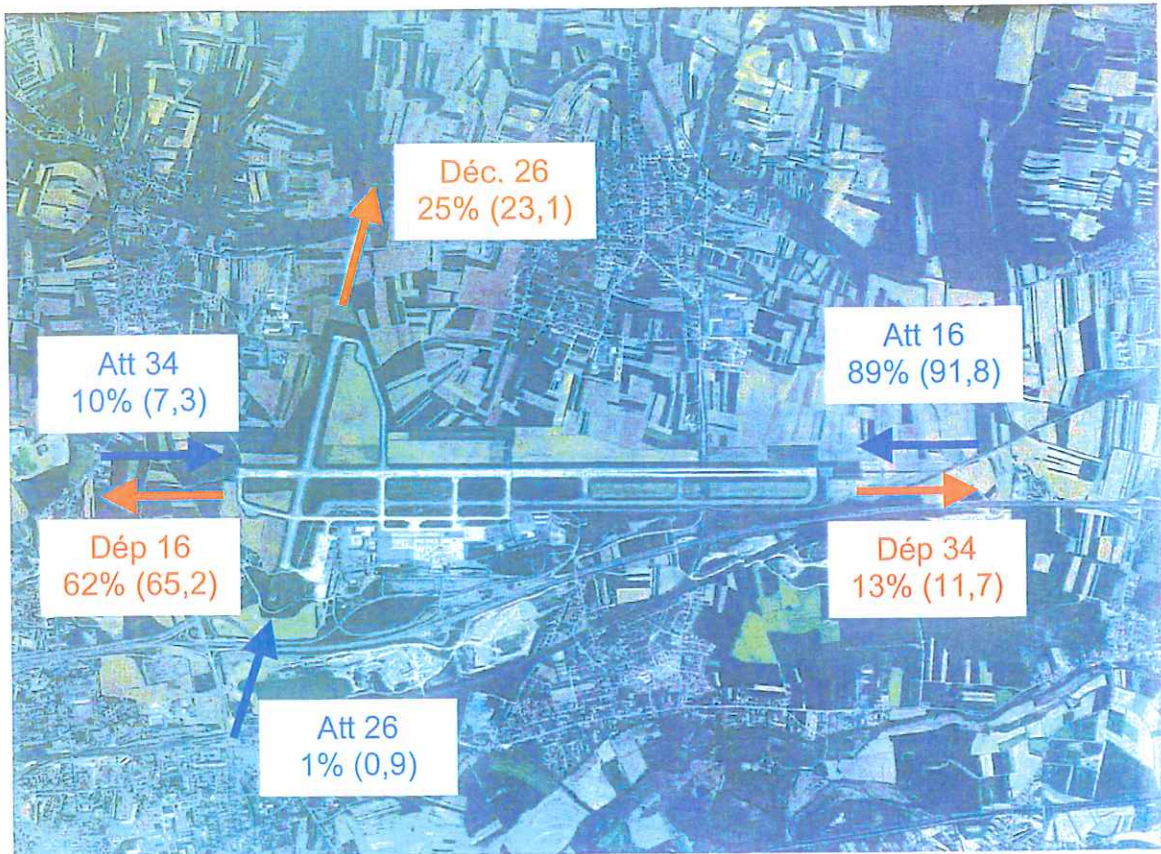 Déc. 26
25% (23,1)
Att 34
10% (7,3)
Att 16
89% (91,8)
Dép 16
62% (65,2)
Dép 34
13% (11,7)
Att 26
1% (0,9)